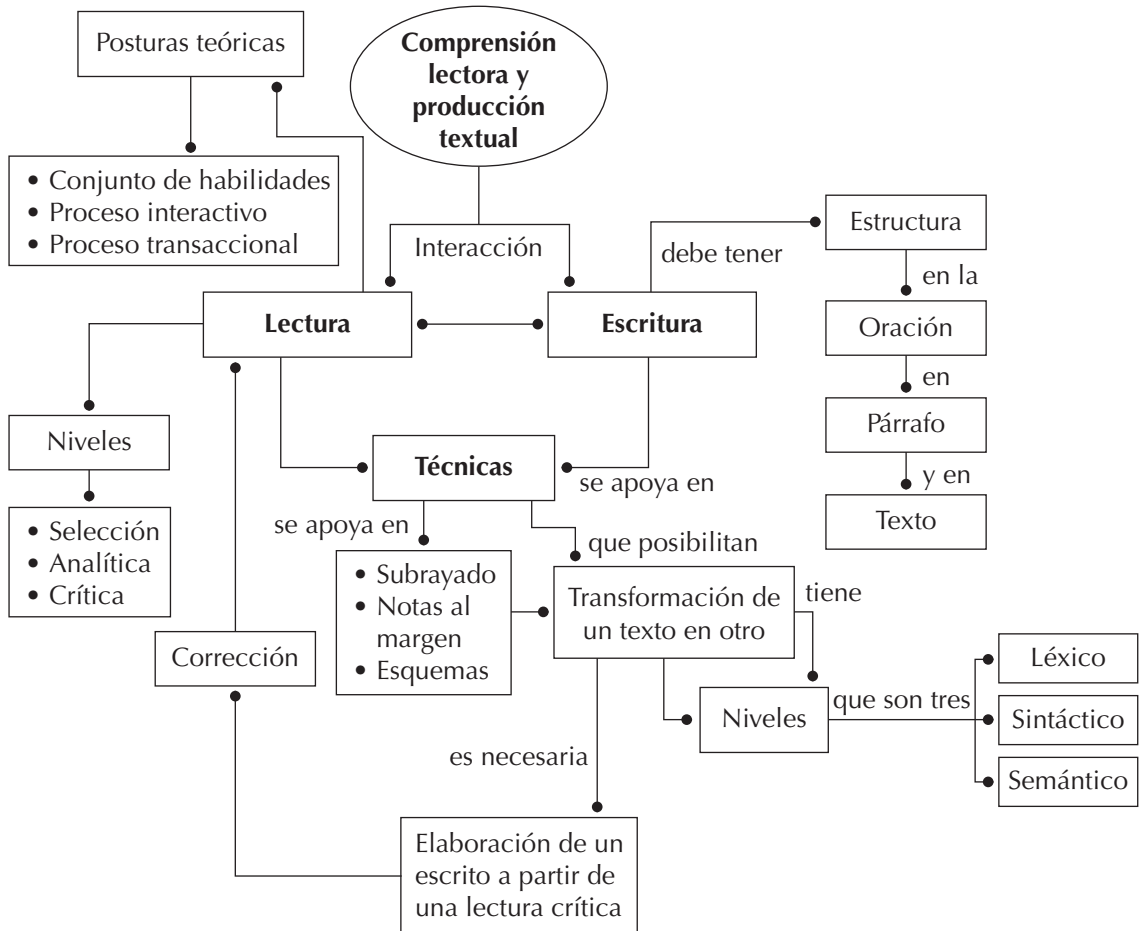 Posturas teóricas
Comprensión
lectora y
producción
textual
• Conjunto de habilidades
• Proceso interactivo
• Proceso transaccional
Interacción
debe tener
Estructura
en la
Lectura
Escritura
Oración
en
Niveles
Párrafo
Técnicas
y en
se apoya en
Texto
• Selección
• Analítica
• Crítica
se apoya en
que posibilitan
• Subrayado
• Notas al
margen
• Esquemas
Transformación de
un texto en otro
tiene
Corrección
Niveles
que son tres
Léxico
Sintáctico
Semántico
es necesaria
Elaboración de un
escrito a partir de
una lectura crítica